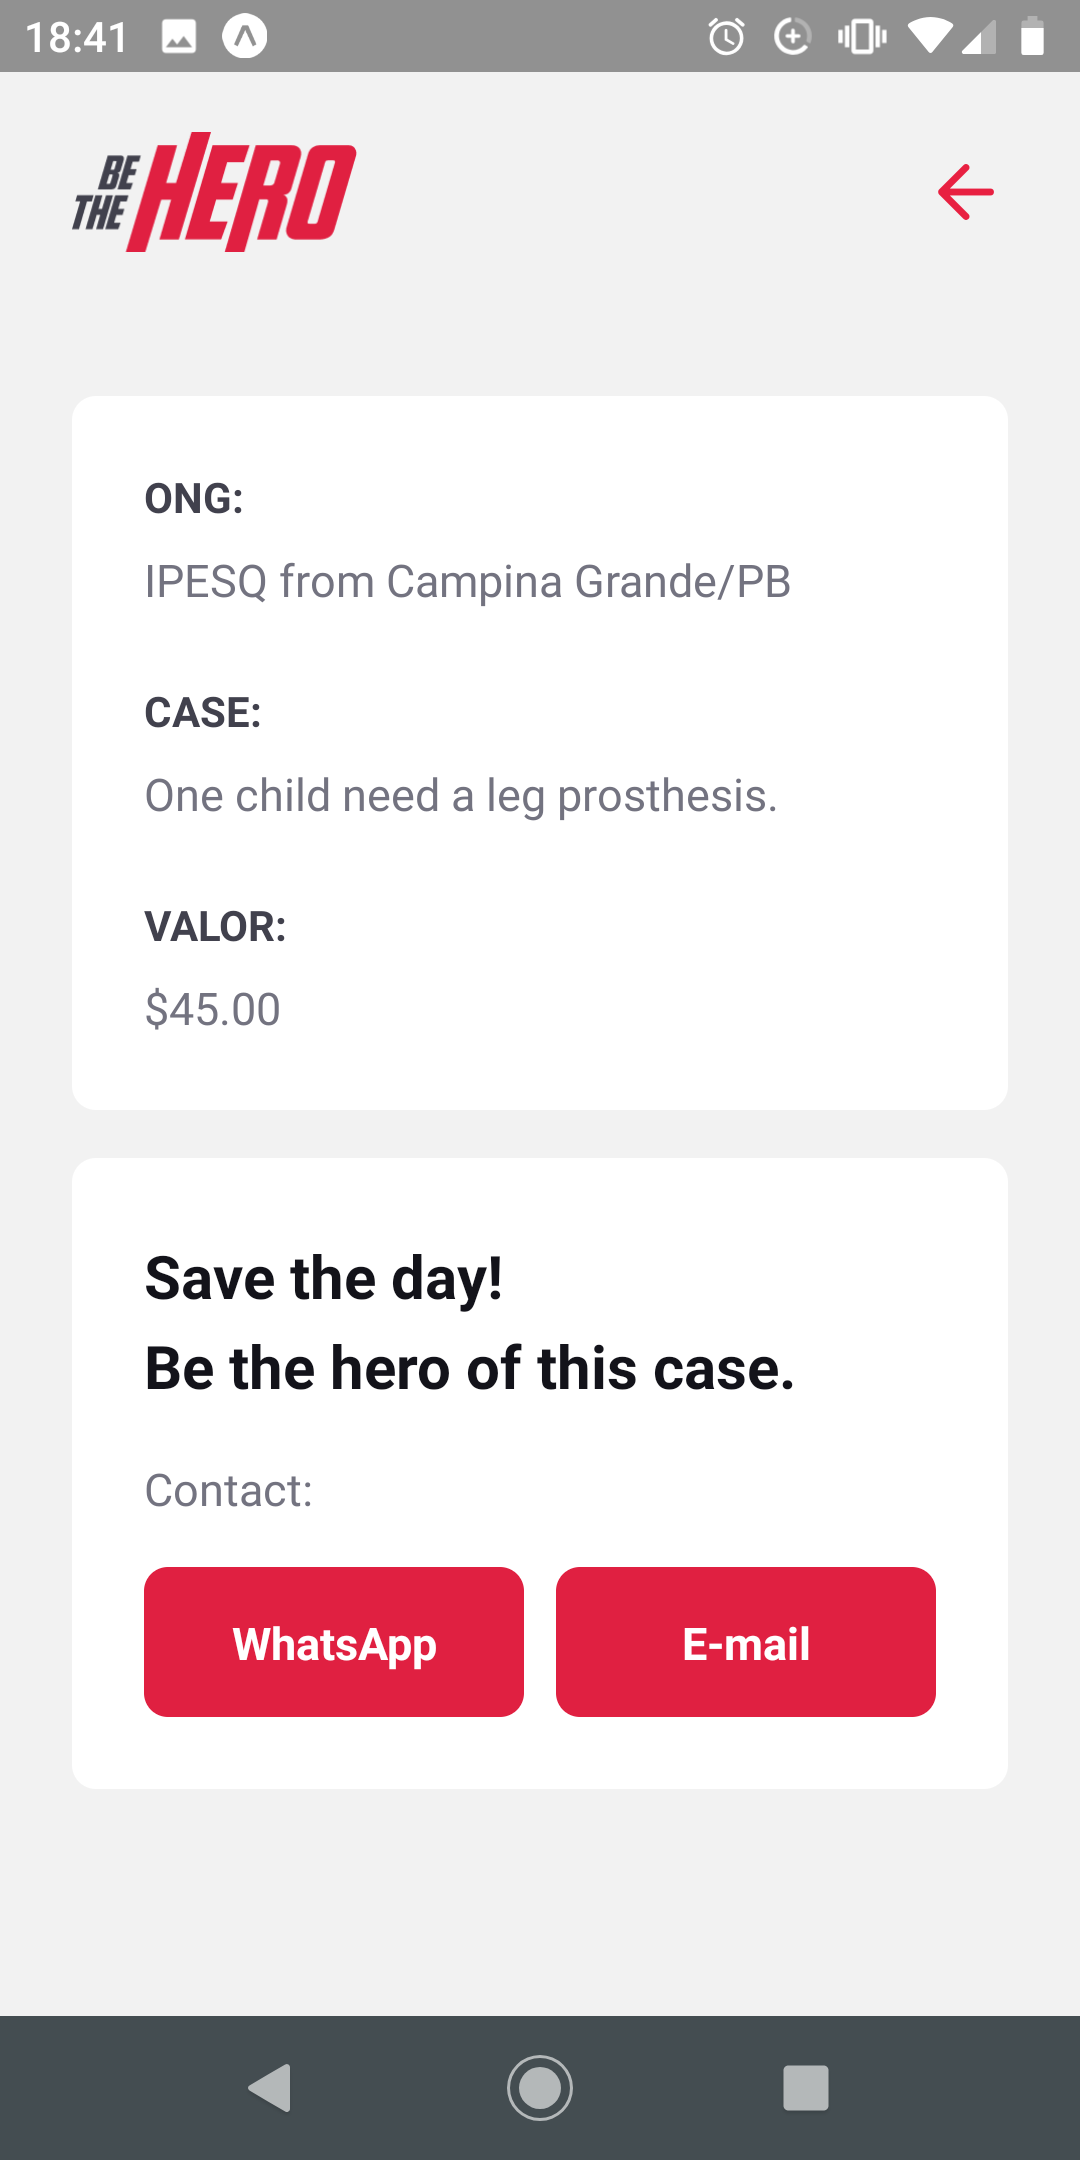 18:41
BE
THE
HERO
ONG:
IPESQ from Campina Grande/PB
CASE:
One child need a leg prosthesis.
VALOR:
$45.00
Save the day!
Be the hero of this case.
Contact:
WhatsApp E-mail